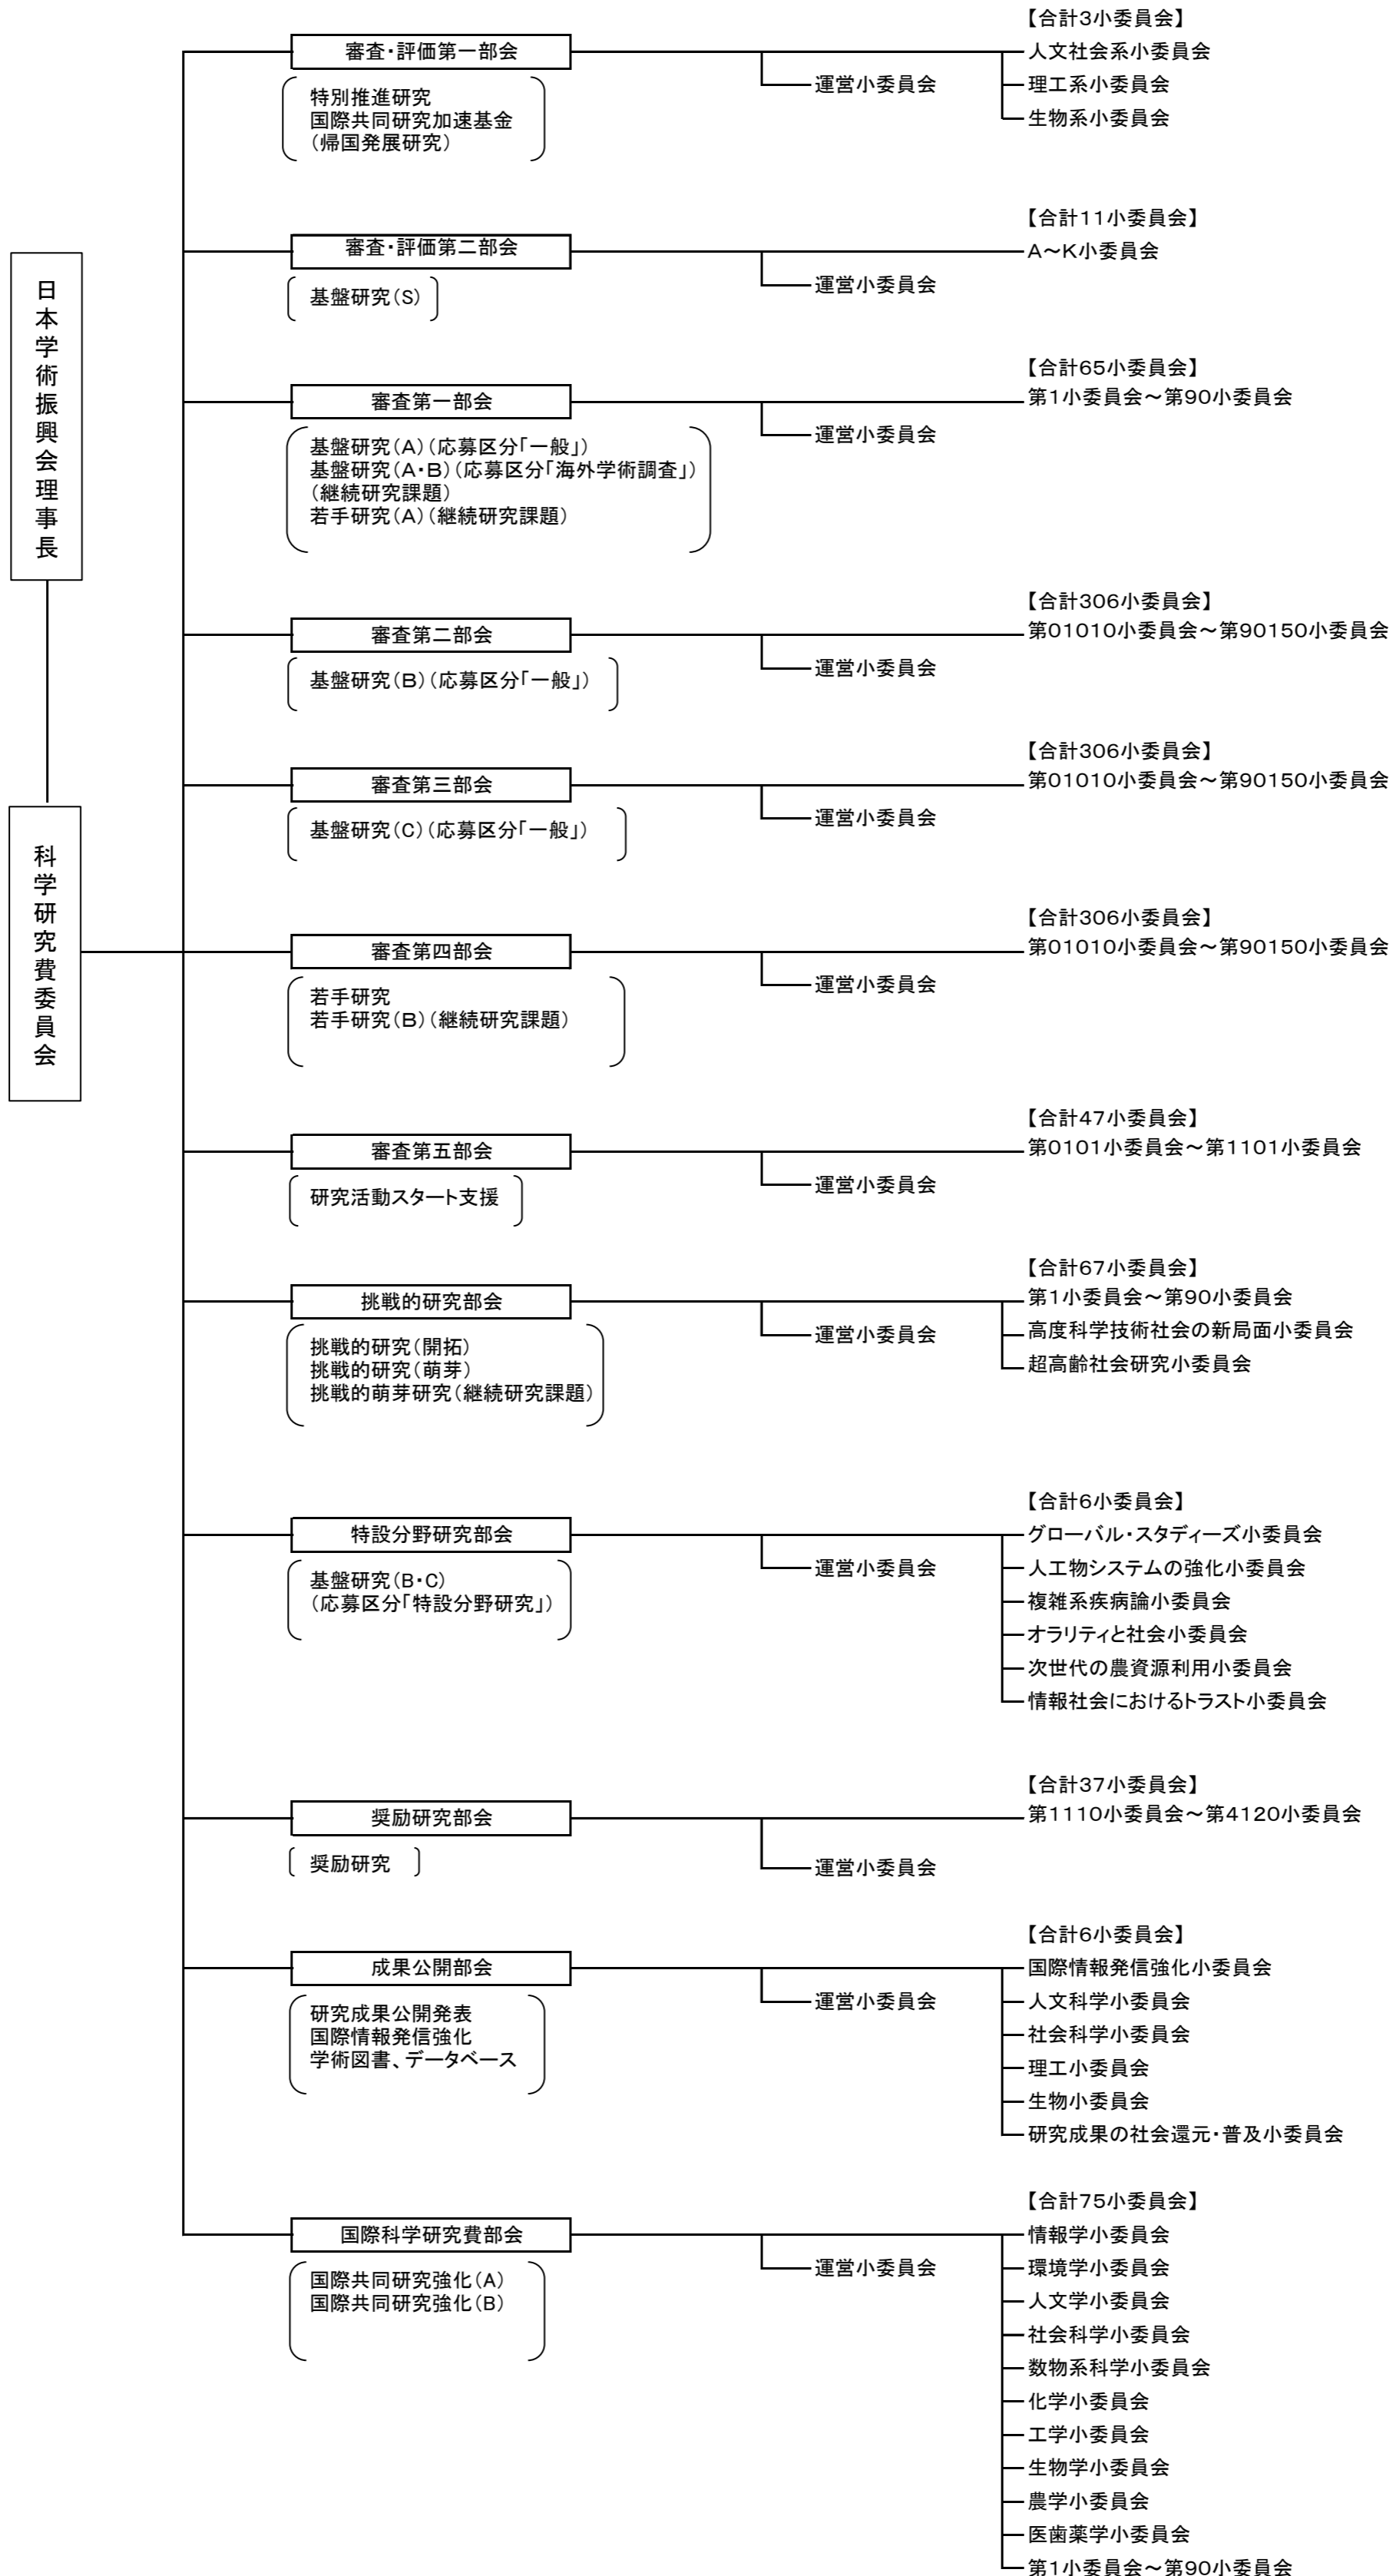 日本学術振興会理事長
科学研究費委員会
【合計3小委員会】
審査・評価第一部会
人文社会系小委員会
運営小委員会
理工系小委員会
特別推進研究
国際共同研究加速基金
生物系小委員会
(帰国発展研究)
【合計11小委員会】
審査・評価第二部会
A～K小委員会
運営小委員会
基盤研究(S)
【合計65小委員会】
審査第一部会
第1小委員会～第90小委員会
運営小委員会
基盤研究(A)(応募区分「一般」)
基盤研究(A・B)(応募区分「海外学術調査」)
(継続研究課題)
若手研究(A)(継続研究課題)
【合計306小委員会】
審査第二部会
第01010小委員会～第90150小委員会
運営小委員会
基盤研究(B)(応募区分「一般」)
【合計306小委員会】
審査第三部会
第01010小委員会～第90150小委員会
運営小委員会
基盤研究(C)(応募区分「一般」)
【合計306小委員会】
審査第四部会
第01010小委員会～第90150小委員会
運営小委員会
若手研究
若手研究(B)(継続研究課題)
【合計47小委員会】
審査第五部会
第0101小委員会～第1101小委員会
運営小委員会
研究活動スタート支援
【合計67小委員会】
挑戦的研究部会
第1小委員会～第90小委員会
運営小委員会
高度科学技術社会の新局面小委員会
挑戦的研究(開拓)
挑戦的研究(萌芽)
超高齢社会研究小委員会
挑戦的萌芽研究(継続研究課題)
【合計6小委員会】
特設分野研究部会
グローバル・スタディーズ小委員会
運営小委員会
人工物システムの強化小委員会
基盤研究(B・C)
(応募区分「特設分野研究」)
複雑系疾病論小委員会
オラリティと社会小委員会
次世代の農資源利用小委員会
情報社会におけるトラスト小委員会
【合計37小委員会】
奨励研究部会
第1110小委員会～第4120小委員会
奨励研究
運営小委員会
【合計6小委員会】
成果公開部会
国際情報発信強化小委員会
運営小委員会
人文科学小委員会
研究成果公開発表
国際情報発信強化
社会科学小委員会
学術図書、データベース
理工小委員会
生物小委員会
研究成果の社会還元・普及小委員会
【合計75小委員会】
国際科学研究費部会
情報学小委員会
運営小委員会
環境学小委員会
国際共同研究強化(A)
国際共同研究強化(B)
人文学小委員会
社会科学小委員会
数物系科学小委員会
化学小委員会
工学小委員会
生物学小委員会
農学小委員会
医歯薬学小委員会
第1小委員会～第90小委員会